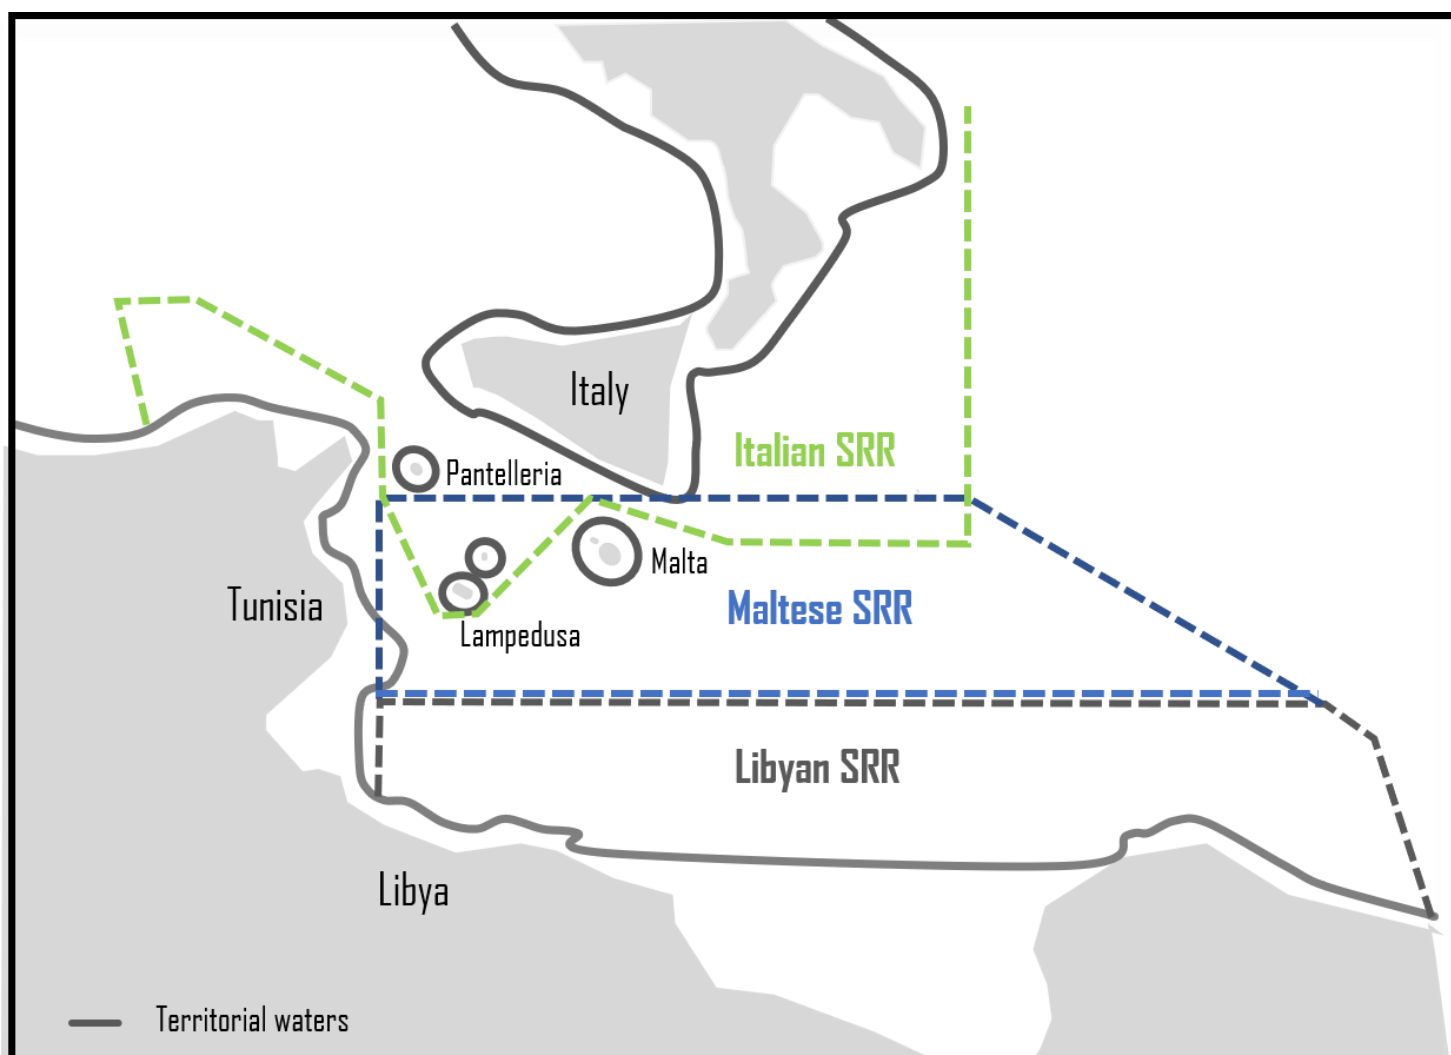 Italy
Italian SRR
Pantelleria
Malta
Tunisia
Maltese SRR
Lampedusa
Libyan SRR
Libya
Territorial waters